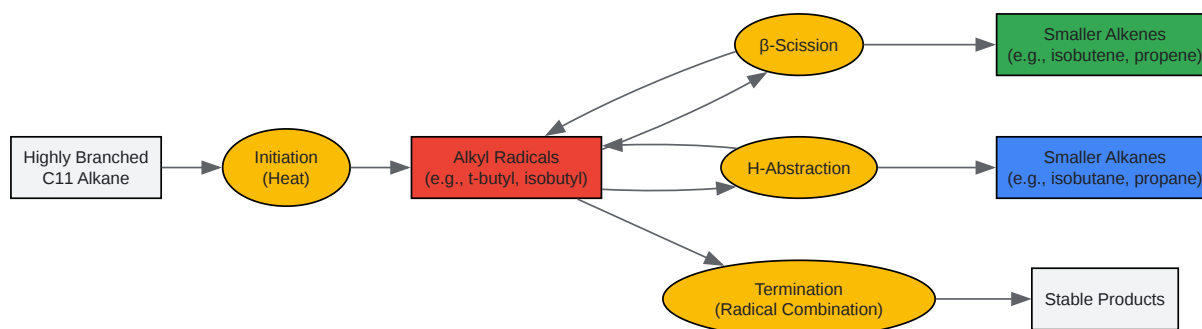 β-Scission
Smaller Alkenes
(e.g., isobutene, propene)
Highly Branched
C11 Alkane
Initiation
(Heat)
Alkyl Radicals
(e.g., t-butyl, isobutyl)
H-Abstraction
Smaller Alkanes
(e.g., isobutane, propane)
Termination
(Radical Combination)
Stable Products